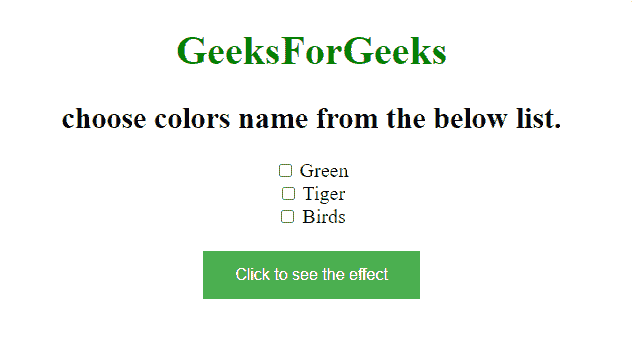 GeeksForGeeks
choose colors name from the below list.
Green
Tiger
Birds
Click to see the effect